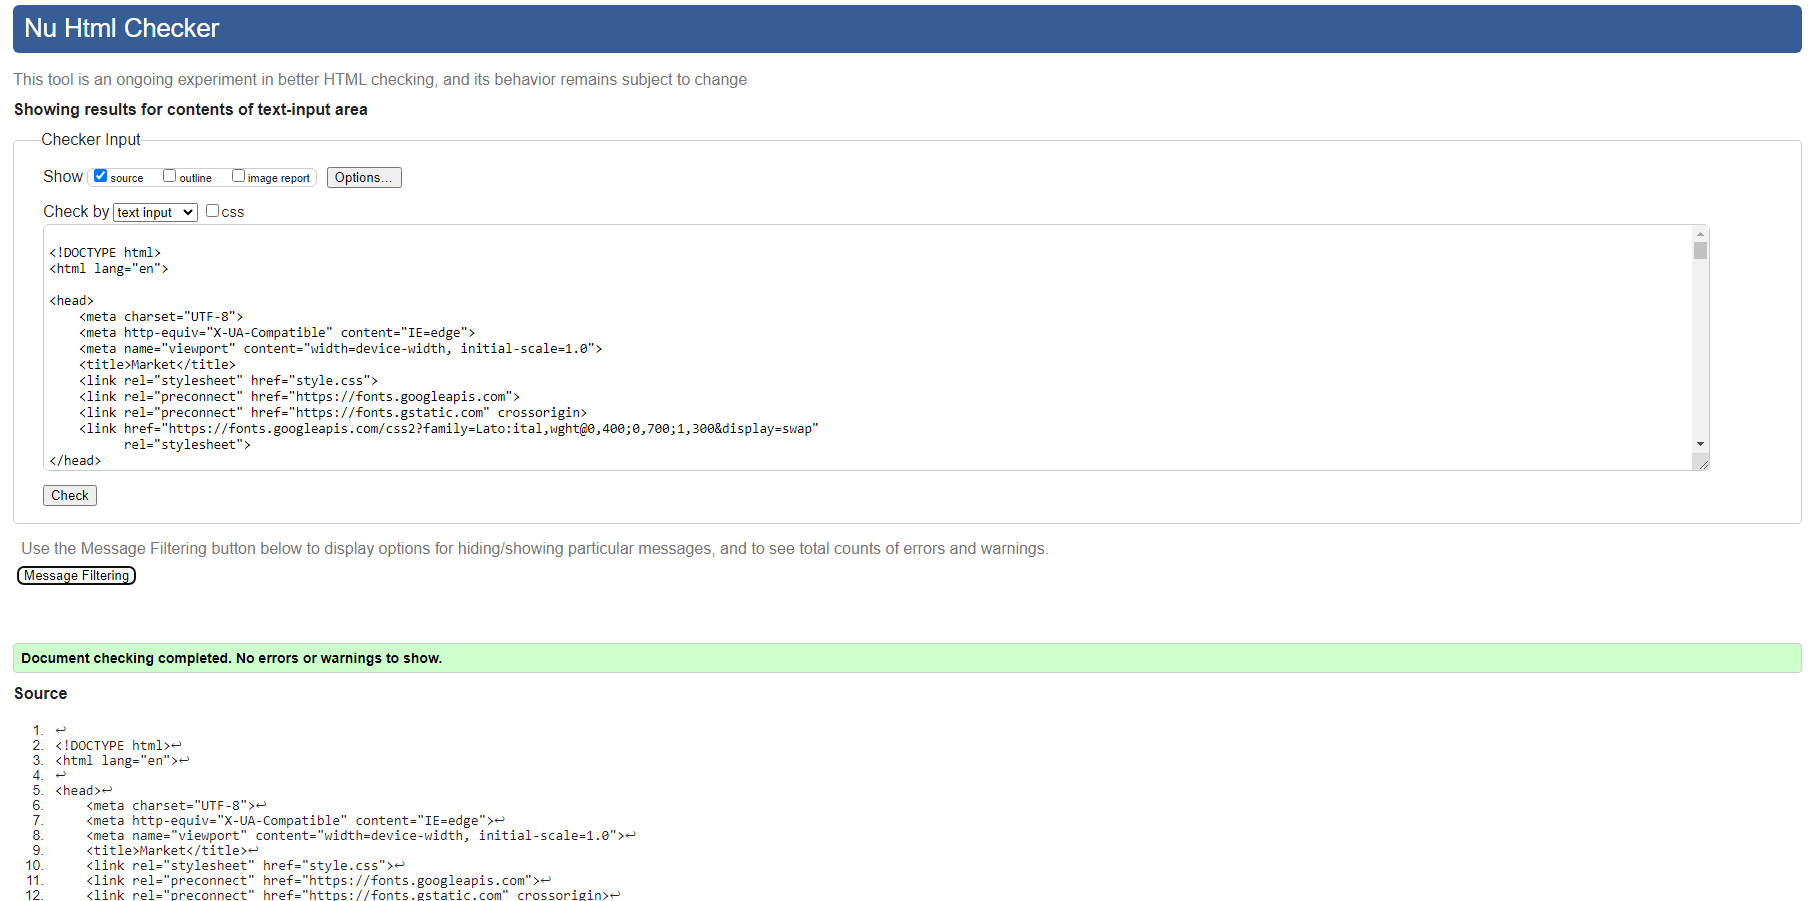 Nu Html Checker
This tool is an ongoing experiment in better HTML checking, and its behavior remains subject to change
Showing results for contents of text-input area
Checker Input
Show source outline image report Options...
Check by text input css
<!DOCTYPE html>
<html lang="en">
<head>
    <meta charset="UTF-8">
    <meta http-equiv="X-UA-Compatible" content="IE=edge">
    <meta name="viewport" content="width=device-width, initial-scale=1.0">
    <title>Market</title>
    <link rel="stylesheet" href="style.css">
    <link rel="preconnect" href="https://fonts.googleapis.com">
    <link rel="preconnect" href="https://fonts.gstatic.com" crossorigin>
    <link href="https://fonts.googleapis.com/css2?family=Lato:ital,wght@0,400;0,700;1,300&display=swap"
          rel="stylesheet">
</head>
Check
Use the Message Filtering button below to display options for hiding/showing particular messages, and to see total counts of errors and warnings.
Message Filtering
Document checking completed. No errors or warnings to show.
Source
1. ↩
2. <!DOCTYPE html>↩
3. <html lang="en">↩
4. ↩
5. <head>↩
6.     <meta charset="UTF-8">↩
7.     <meta http-equiv="X-UA-Compatible" content="IE=edge">↩
8.     <meta name="viewport" content="width=device-width, initial-scale=1.0">↩
9.     <title>Market</title>↩
10.     <link rel="stylesheet" href="style.css">↩
11.     <link rel="preconnect" href="https://fonts.googleapis.com">↩
12.     <link rel="preconnect" href="https://fonts.gstatic.com" crossorigin>↩